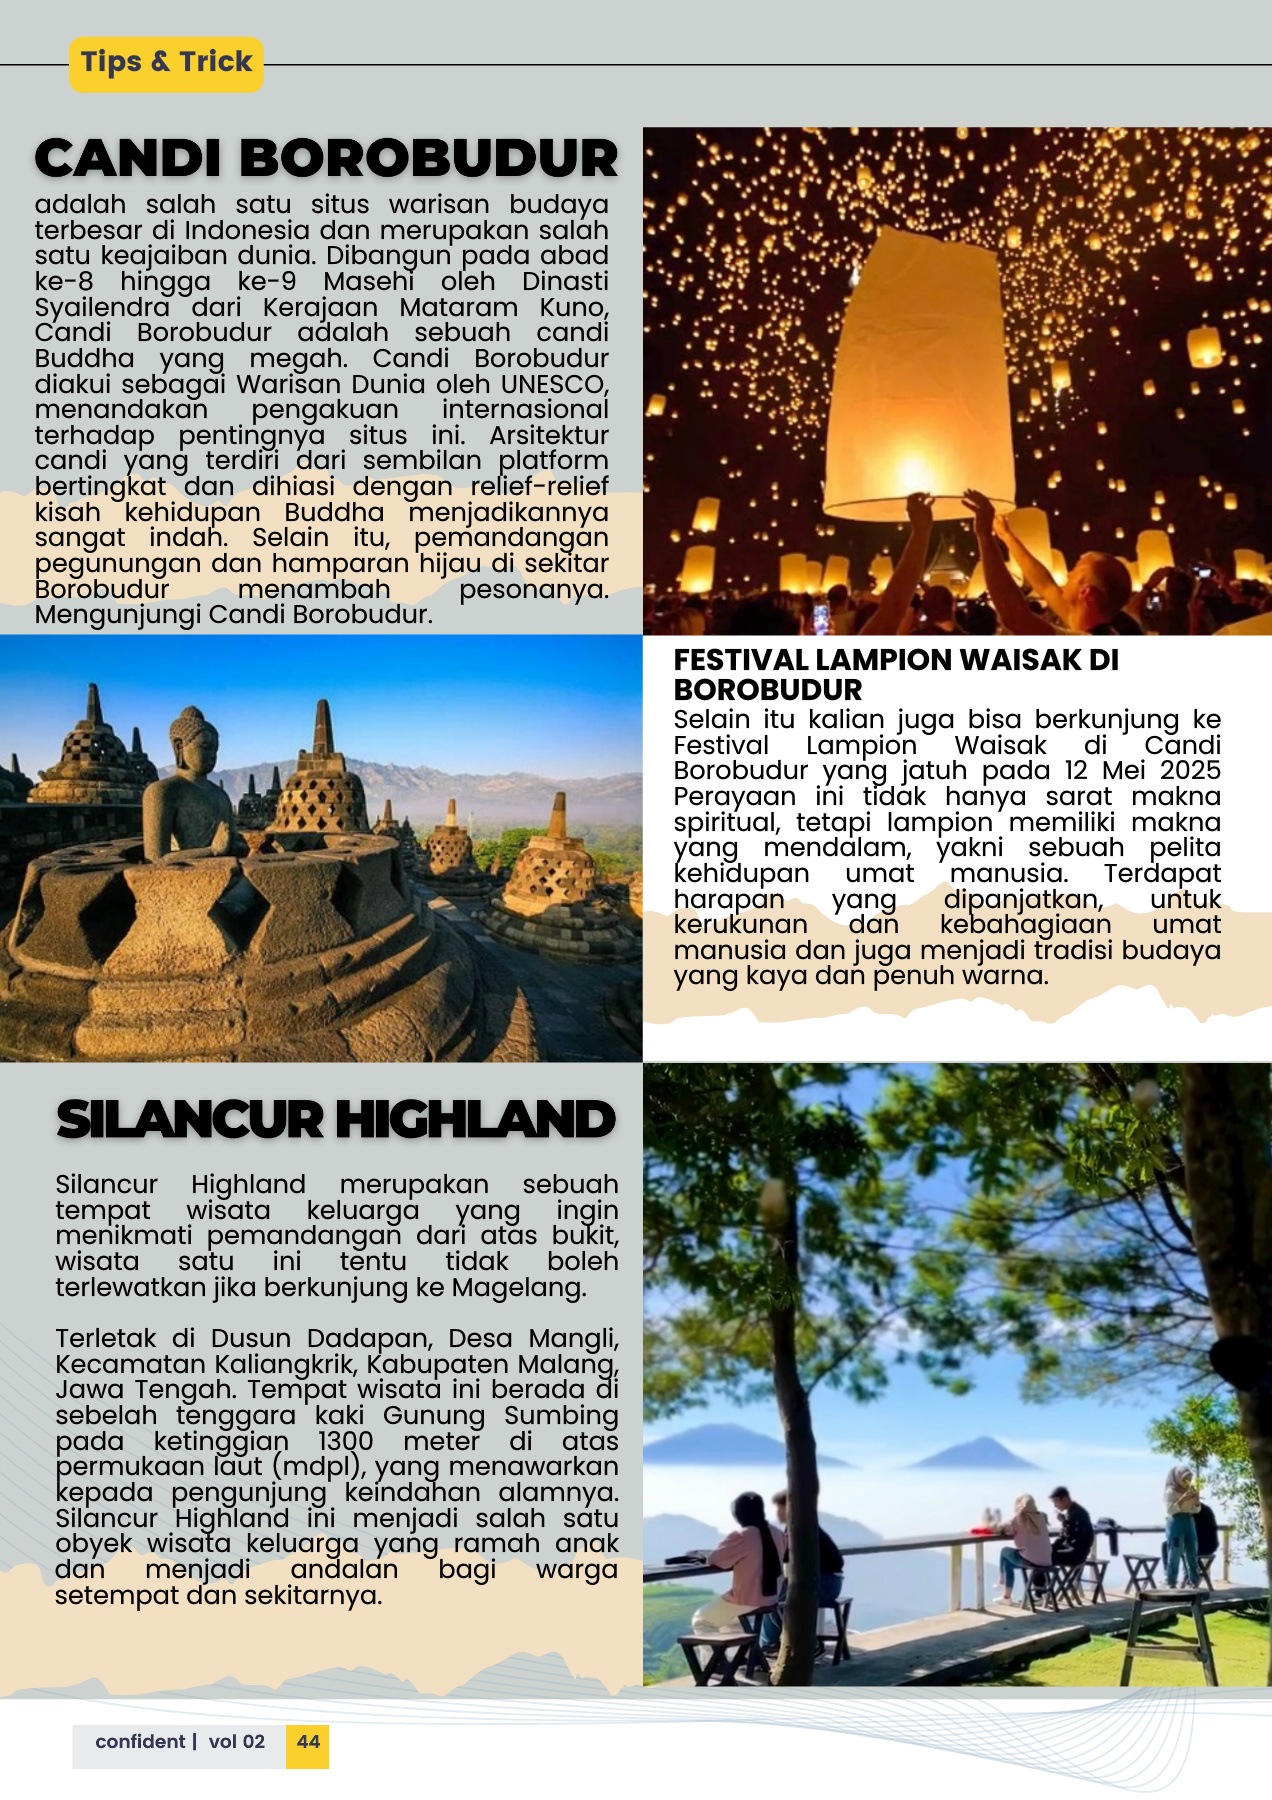 Tips & Trick
CANDI BOROBUDUR
adalah salah satu situs warisan budaya
terbesar di Indonesia dan merupakan salah
satu keajaiban dunia. Dibangun pada abad
ke-8 hingga ke-9 Masehi oleh Dinasti
Syailendra dari Kerajaan Mataram Kuno,
Candi Borobudur adalah sebuah candi
Buddha yang megah. Candi Borobudur
diakui sebagai Warisan Dunia oleh UNESCO,
menandakan pengakuan internasional
terhadap pentingnya situs ini. Arsitektur
candi yang terdiri dari sembilan platform
bertingkat dan dihiasi dengan relief-relief
kisah kehidupan Buddha menjadikannya
sangat indah. Selain itu, pemandangan
pegunungan dan hamparan hijau di sekitar
Borobudur menambah pesonanya.
Mengunjungi Candi Borobudur.
FESTIVAL LAMPION WAISAK DI
BOROBUDUR
Selain itu kalian juga bisa berkunjung ke
Festival Lampion Waisak di Candi
Borobudur yang jatuh pada 12 Mei 2025
Perayaan ini tidak hanya sarat makna
spiritual, tetapi lampion memiliki makna
yang mendalam, yakni sebuah pelita
kehidupan umat manusia. Terdapat
harapan yang dipanjatkan, untuk
kerukunan dan kebahagiaan umat
manusia dan juga menjadi tradisi budaya
yang kaya dan penuh warna.
SILANCUR HIGHLAND
Silancur Highland merupakan sebuah
tempat wisata keluarga yang ingin
menikmati pemandangan dari atas bukit,
wisata satu ini tentu tidak boleh
terlewatkan jika berkunjung ke Magelang.
Terletak di Dusun Dadapan, Desa Mangli,
Kecamatan Kaliangkrik, Kabupaten Malang,
Jawa Tengah. Tempat wisata ini berada di
sebelah tenggara kaki Gunung Sumbing
pada ketinggian 1300 meter di atas
permukaan laut (mdpl), yang menawarkan
kepada pengunjung keindahan alamnya.
Silancur Highland ini menjadi salah satu
obyek wisata keluarga yang ramah anak
dan menjadi andalan bagi warga
setempat dan sekitarnya.
confident | vol 02 44